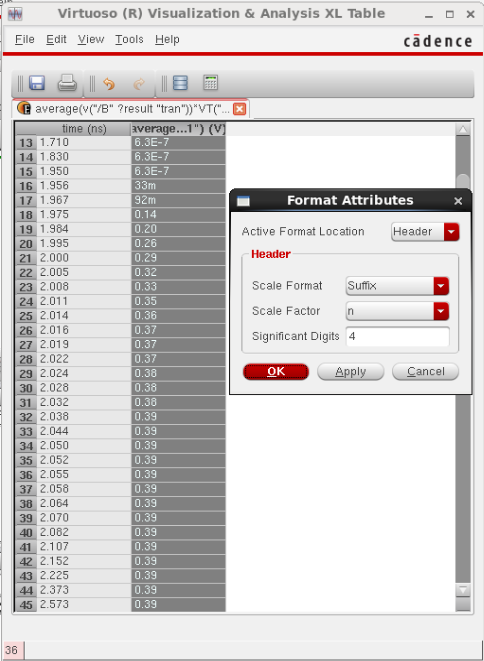 Virtuoso (R) Visualization & Analysis XL Table
File Edit View Tools Help
cādence
average(v("/B" ?result "tran"))*VT("...
time (ns) average...1") (V)
13 1.710 6.3E-7
14 1.830 6.3E-7
15 1.950 6.3E-7
16 1.956 33m
17 1.967 92m
18 1.975 0.14
19 1.984 0.20
20 1.995 0.26
21 2.000 0.29
22 2.005 0.32
23 2.008 0.33
24 2.011 0.35
25 2.014 0.36
26 2.016 0.37
27 2.019 0.37
28 2.022 0.37
29 2.024 0.38
30 2.028 0.38
31 2.032 0.38
32 2.038 0.39
33 2.044 0.39
34 2.050 0.39
35 2.052 0.39
36 2.055 0.39
37 2.058 0.39
38 2.064 0.39
39 2.070 0.39
40 2.082 0.39
41 2.107 0.39
42 2.152 0.39
43 2.225 0.39
44 2.373 0.39
45 2.573 0.39
Format Attributes
Active Format Location Header
Header
Scale Format Suffix
Scale Factor n
Significant Digits 4
OK Apply Cancel
36